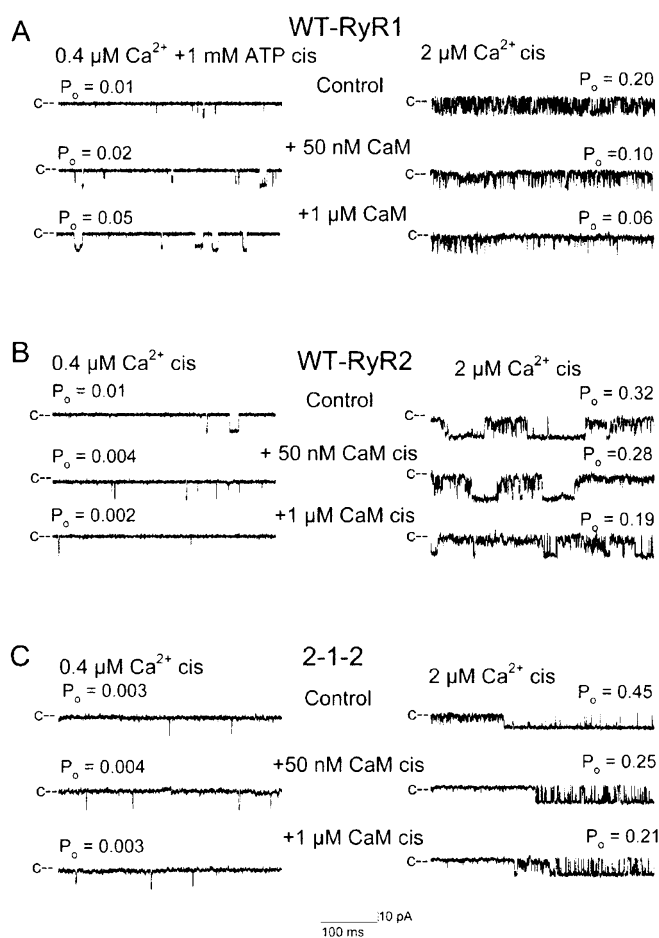 A
WT-RyR1
0.4 µM Ca2+ +1 mM ATP cis
2 µM Ca2+ cis
Control
Po = 0.01
Po = 0.20
C--
C--
+ 50 nM CaM
Po = 0.02
Po =0.10
C--
C--
+1 µM CaM
Po = 0.05
Po = 0.06
C--
C--
B
WT-RyR2
0.4 µM Ca2+ cis
2 µM Ca2+ cis
Control
Po = 0.01
Po = 0.32
C--
C--
+ 50 nM CaM cis
Po = 0.004
Po =0.28
C--
C--
+1 µM CaM cis
Po = 0.002
Po = 0.19
C--
C--
C
2-1-2
0.4 µM Ca2+ cis
2 µM Ca2+ cis
Control
Po = 0.003
Po = 0.45
C--
C--
+50 nM CaM cis
Po = 0.004
Po = 0.25
C--
C--
+1 µM CaM cis
Po = 0.003
Po = 0.21
C--
C--
10 pA
100 ms